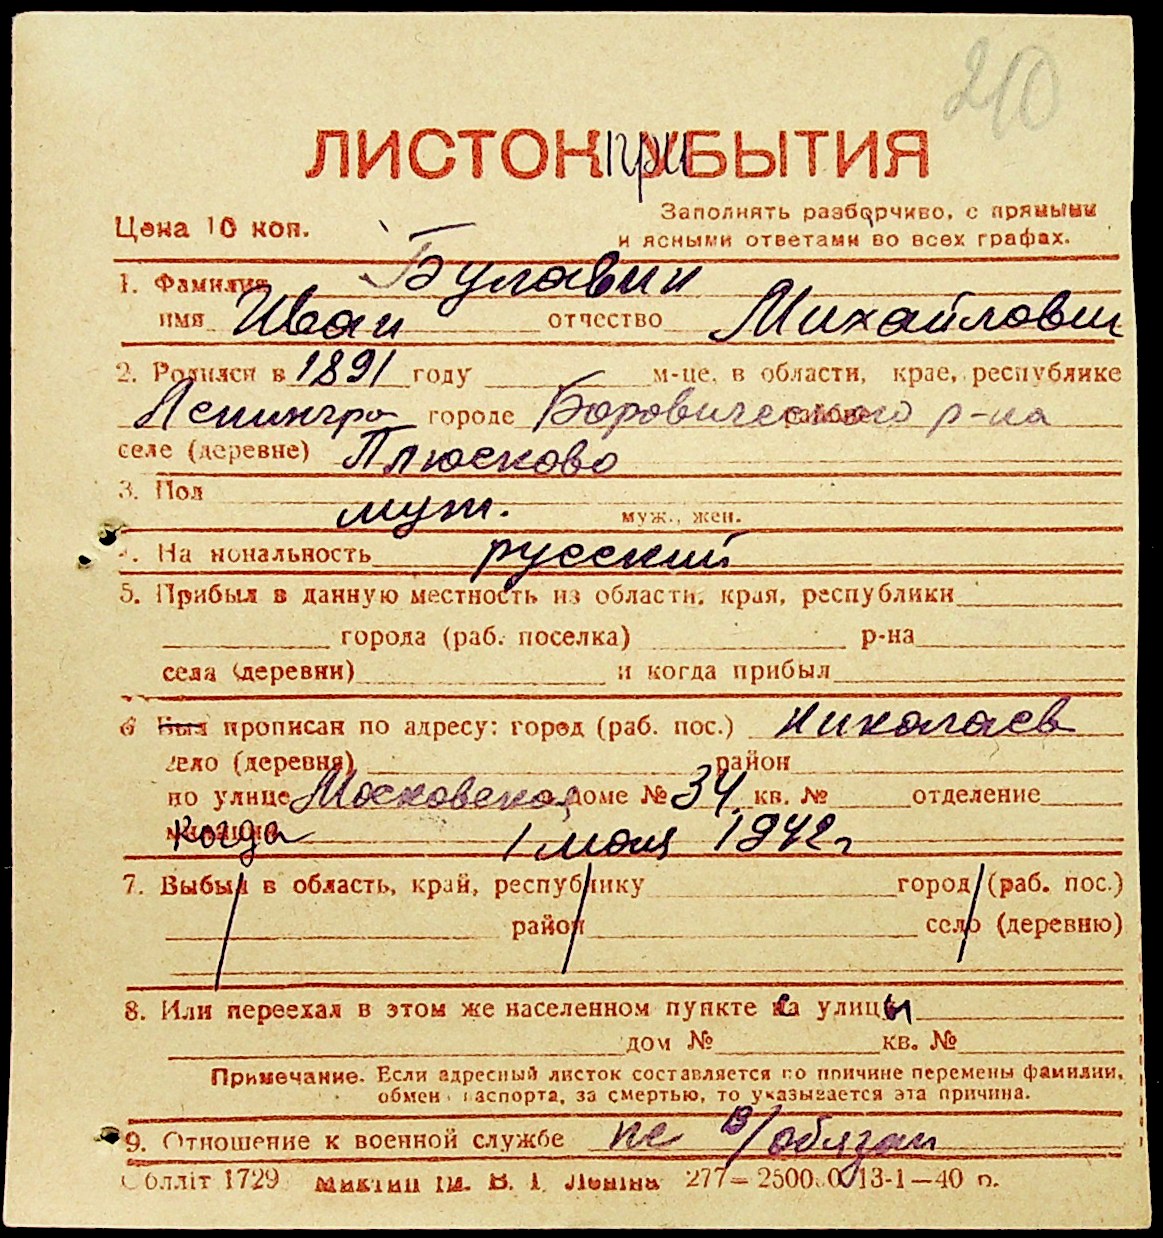 210
ЛИСТОК приБЫТИЯ
Цена 10 коп.
Заполнять разборчиво, с прямыми
и ясными ответами во всех графах.
1. Фамилия Булавин
имя Иван отчество Михайлович
2. Родился в 1891 году м-це, в области, крае, республике
Ленингр городе Боровического р-на
селе (деревне) Плюсково
3. Пол муж. муж., жен.
4. На иональность русский
5. Прибыл в данную местность из области, края, республики
города (раб. поселка) р-на
села (деревни) и когда прибыл
6 Был прописан по адресу: город (раб. пос.) Николаев
село (деревня) район
по улице Московская доме № 34 кв. № отделение
когда 1 мая 1942 г
7. Выбыл в область, край, республику город (раб. пос.)
район село (деревню)
8. Или переехал в этом же населенном пункте с улицы
дом № кв. №
Примечание. Если адресный листок составляется по причине перемены фамилии,
обмен паспорта, за смертью, то указывается эта причина.
9. Отношение к военной службе не в/обязан
Облліт 1729 ім. В. І. Леніна 277—2500 0 13-1—40 р.